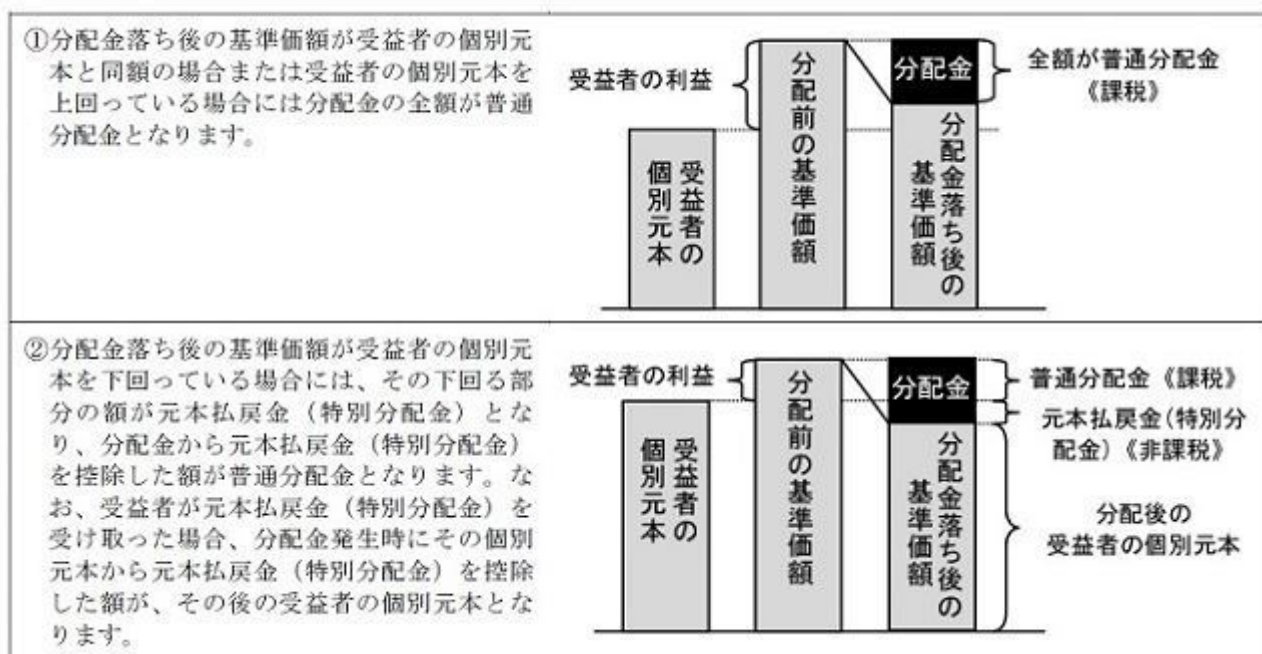 ①分配金落ち後の基準価額が受益者の個別元
本と同額の場合または受益者の個別元本を
上回っている場合には分配金の全額が普通
分配金となります。
受益者の利益
受益者の
個別元本
分配前の基準価額
分配金
分配金落ち後の
基準価額
全額が普通分配金
《課税》
②分配金落ち後の基準価額が受益者の個別元
本を下回っている場合には、その下回る部
分の額が元本払戻金（特別分配金）とな
り、分配金から元本払戻金（特別分配金）
を控除した額が普通分配金となります。な
お、受益者が元本払戻金（特別分配金）を
受け取った場合、分配金発生時にその個別
元本から元本払戻金（特別分配金）を控除
した額が、その後の受益者の個別元本とな
ります。
受益者の利益
受益者の
個別元本
分配前の基準価額
分配金
分配金落ち後の
基準価額
普通分配金《課税》
元本払戻金(特別分
配金)《非課税》
分配後の
受益者の個別元本